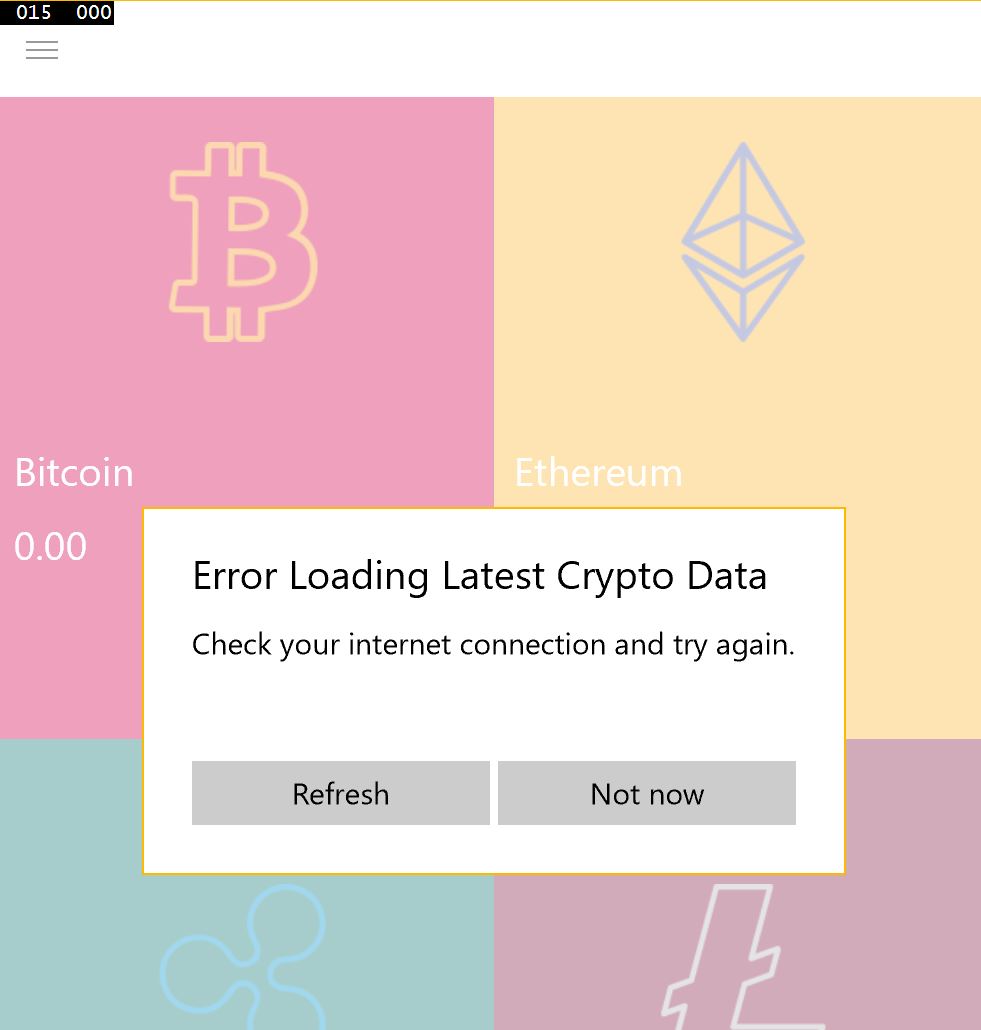 015 000
Bitcoin
Ethereum
0.00
Error Loading Latest Crypto Data
Check your internet connection and try again.
Refresh
Not now